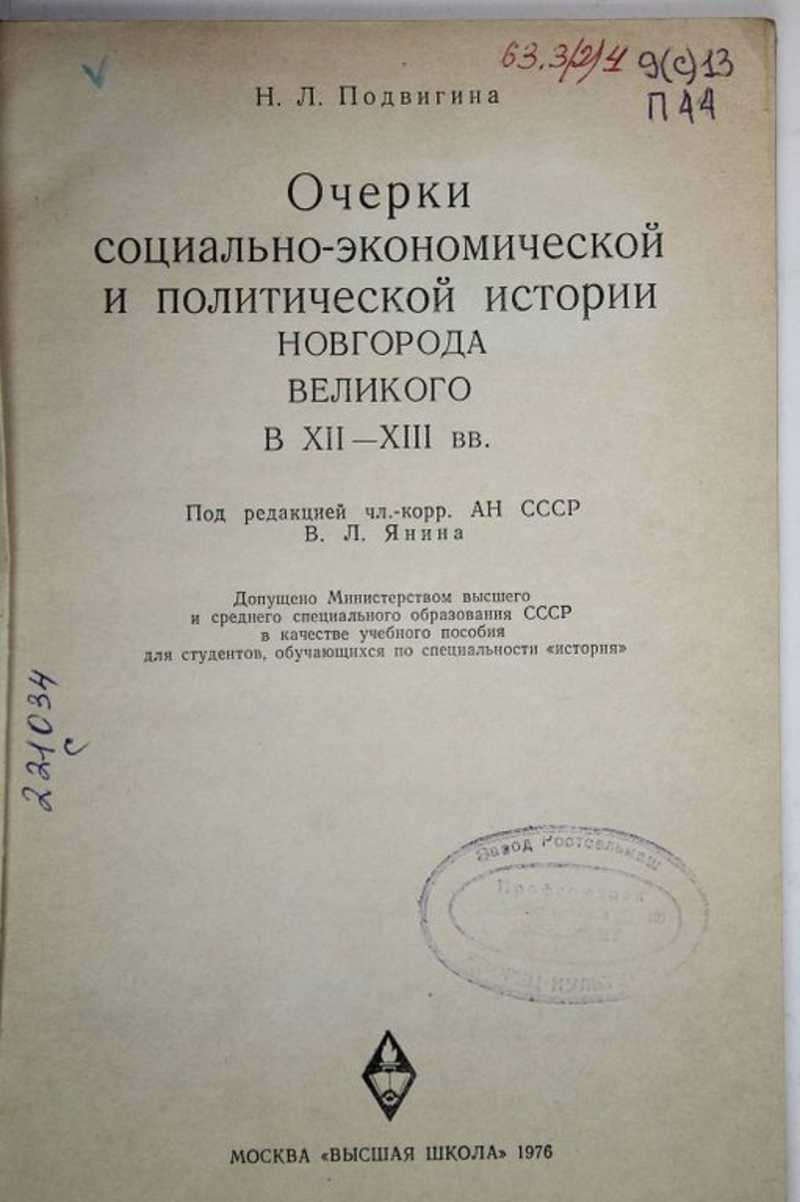 63.3(2)4 9(с)13
П44
Н. Л. Подвигина
Очерки
социально-экономической
и политической истории
НОВГОРОДА
ВЕЛИКОГО
В XII—XIII вв.
Под редакцией чл.-корр. АН СССР
В. Л. Янина
Допущено Министерством высшего
и среднего специального образования СССР
в качестве учебного пособия
для студентов, обучающихся по специальности «история»
221034
с
Завод Ростсельмаш
МОСКВА «ВЫСШАЯ ШКОЛА» 1976